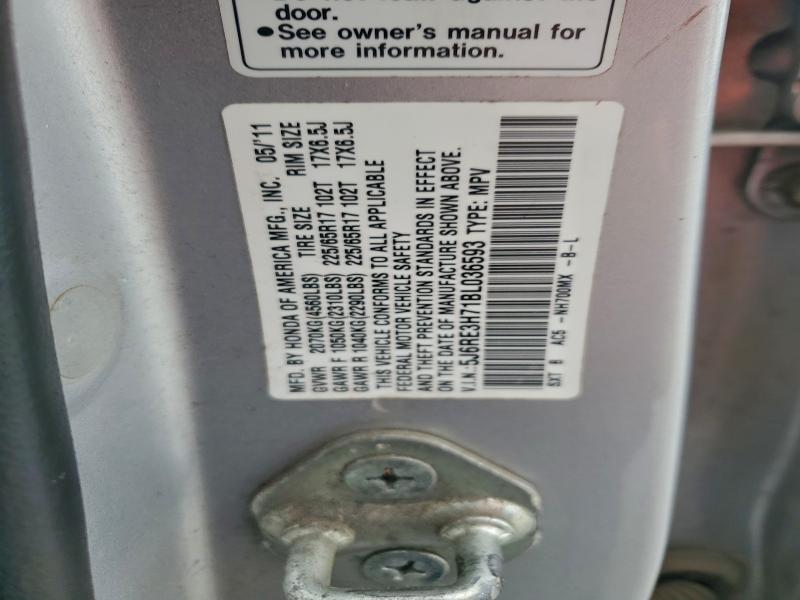 door.
•See owner's manual for
more information.
MFD. BY HONDA OF AMERICA MFG., INC. 05/'11
GVWR 2070KG(4560LBS) TIRE SIZE RIM SIZE
GAWR F 1050KG(2310LBS) 225/65R17 102T 17X6.5J
GAWR R 1040KG(2290LBS) 225/65R17 102T 17X6.5J
THIS VEHICLE CONFORMS TO ALL APPLICABLE
FEDERAL MOTOR VEHICLE SAFETY
AND THEFT PREVENTION STANDARDS IN EFFECT
ON THE DATE OF MANUFACTURE SHOWN ABOVE.
V.I.N.: 5J6RE3H71BL036593 TYPE: MPV
SXT B AC5 -NH700MX -B-L